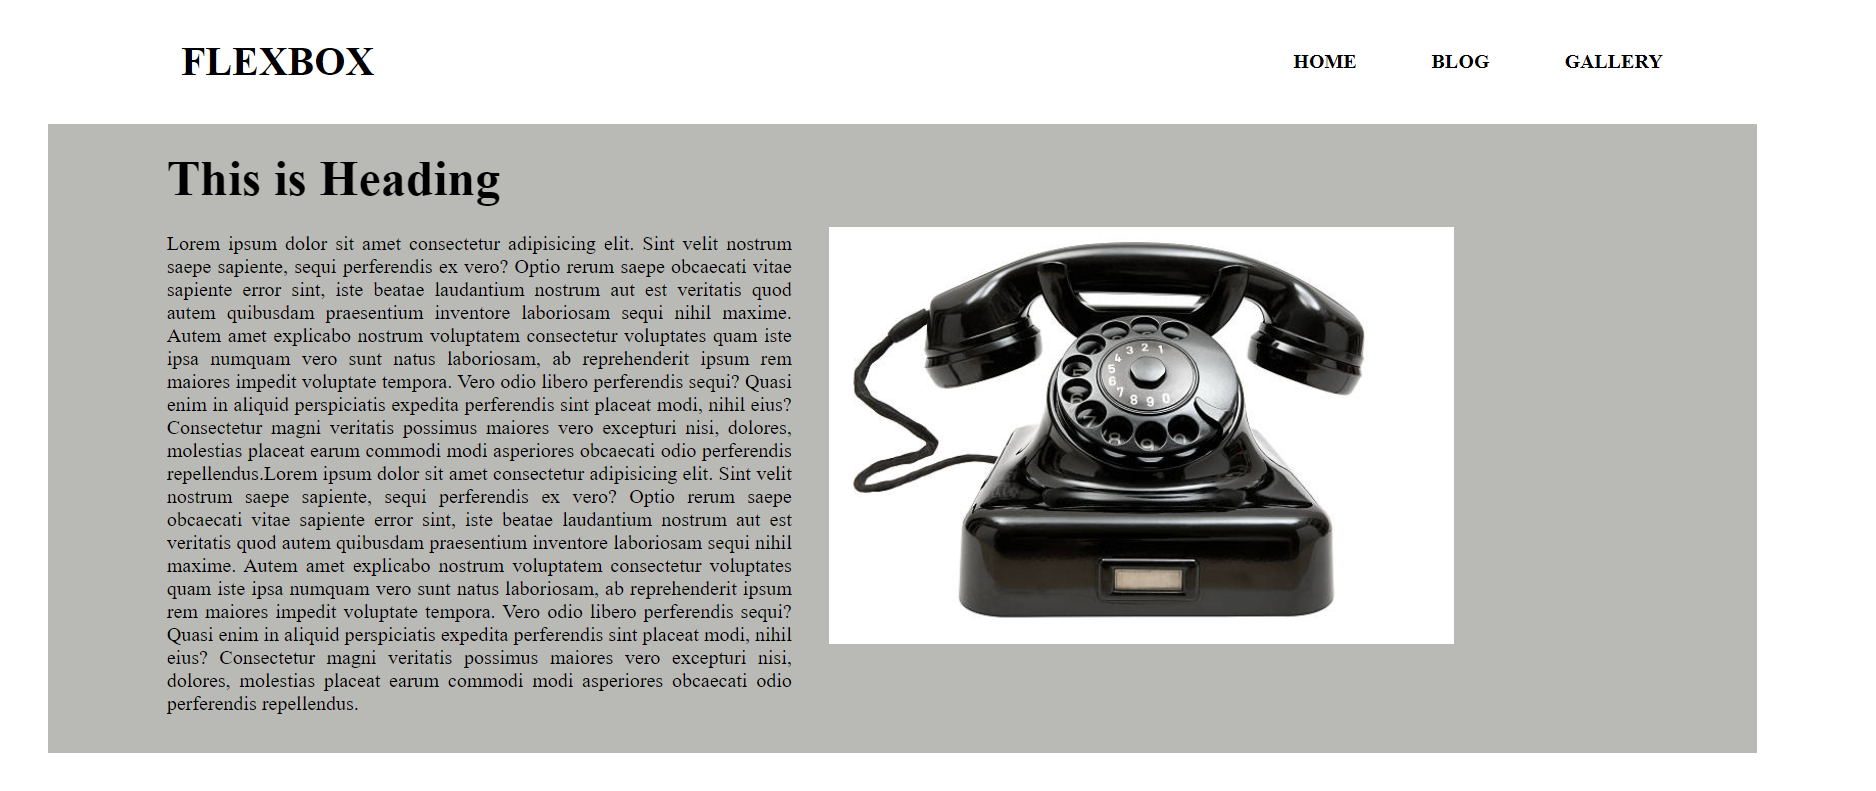 FLEXBOX
HOME BLOG GALLERY
This is Heading
Lorem ipsum dolor sit amet consectetur adipisicing elit. Sint velit nostrum
saepe sapiente, sequi perferendis ex vero? Optio rerum saepe obcaecati vitae
sapiente error sint, iste beatae laudantium nostrum aut est veritatis quod
autem quibusdam praesentium inventore laboriosam sequi nihil maxime.
Autem amet explicabo nostrum voluptatem consectetur voluptates quam iste
ipsa numquam vero sunt natus laboriosam, ab reprehenderit ipsum rem
maiores impedit voluptate tempora. Vero odio libero perferendis sequi? Quasi
enim in aliquid perspiciatis expedita perferendis sint placeat modi, nihil eius?
Consectetur magni veritatis possimus maiores vero excepturi nisi, dolores,
molestias placeat earum commodi modi asperiores obcaecati odio perferendis
repellendus.Lorem ipsum dolor sit amet consectetur adipisicing elit. Sint velit
nostrum saepe sapiente, sequi perferendis ex vero? Optio rerum saepe
obcaecati vitae sapiente error sint, iste beatae laudantium nostrum aut est
veritatis quod autem quibusdam praesentium inventore laboriosam sequi nihil
maxime. Autem amet explicabo nostrum voluptatem consectetur voluptates
quam iste ipsa numquam vero sunt natus laboriosam, ab reprehenderit ipsum
rem maiores impedit voluptate tempora. Vero odio libero perferendis sequi?
Quasi enim in aliquid perspiciatis expedita perferendis sint placeat modi, nihil
eius? Consectetur magni veritatis possimus maiores vero excepturi nisi,
dolores, molestias placeat earum commodi modi asperiores obcaecati odio
perferendis repellendus.
1 2 3 4 5 6 7 8 9 0